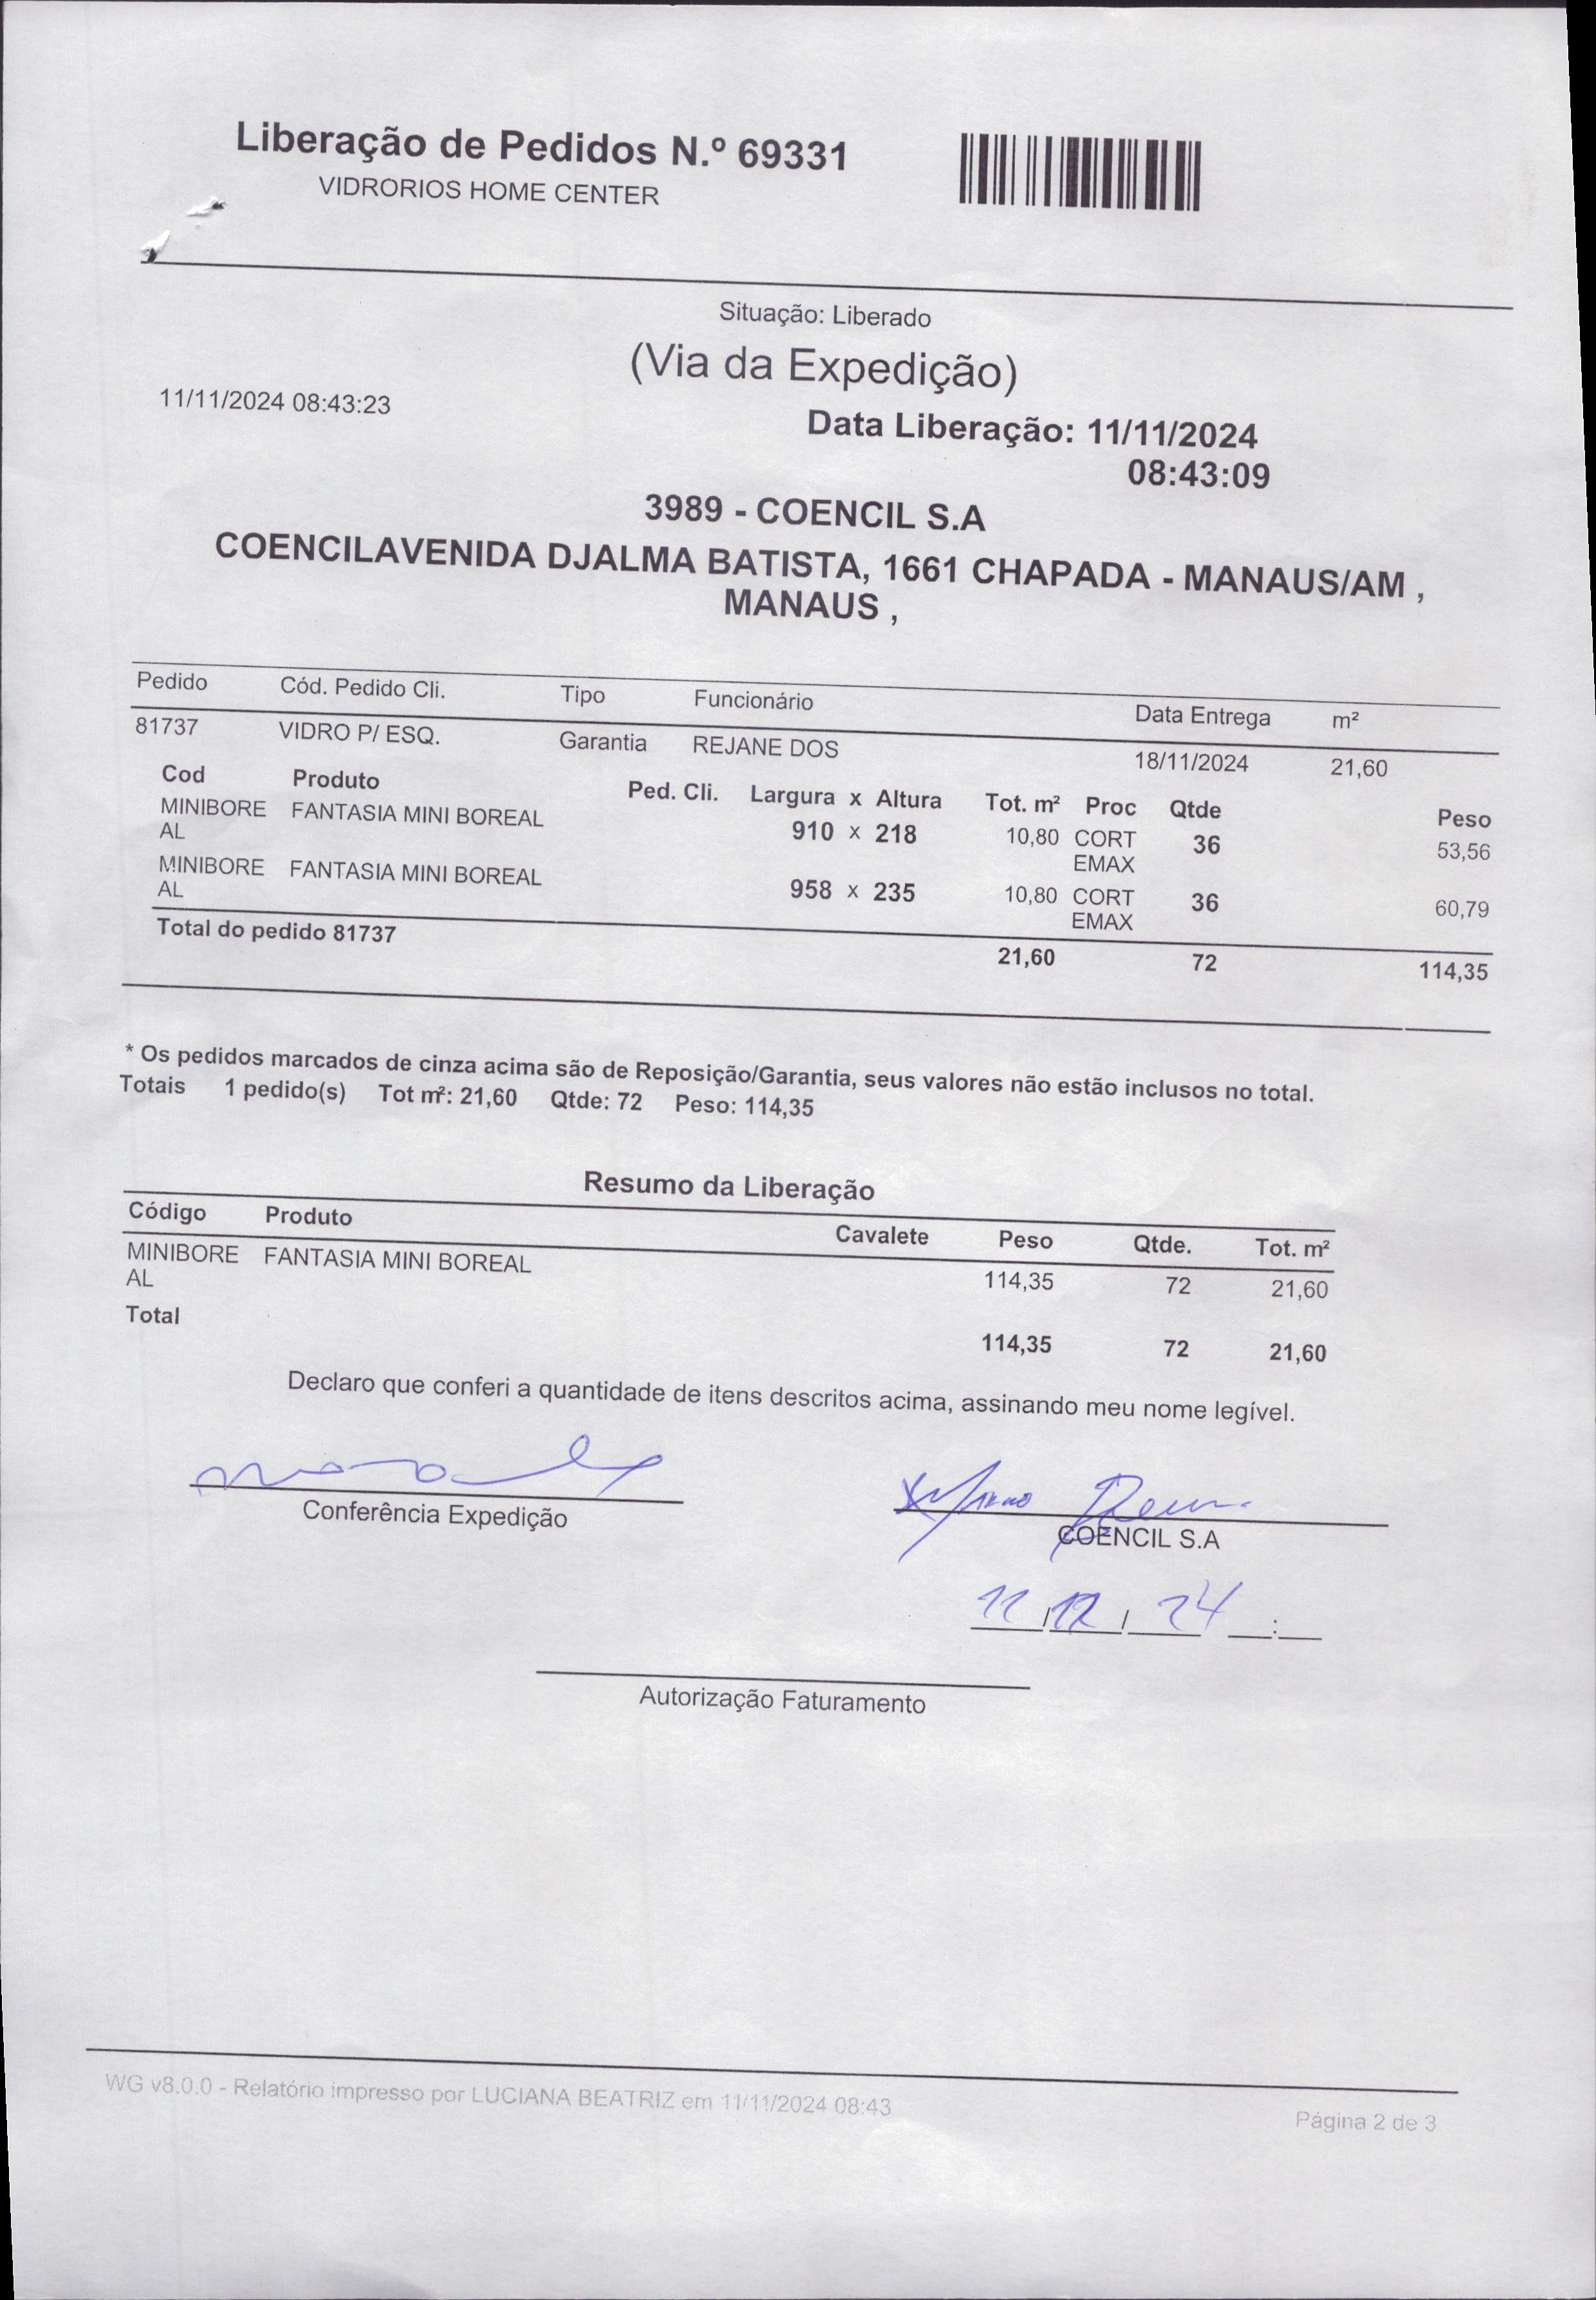 Liberação de Pedidos N.º 69331
VIDRORIOS HOME CENTER
Situação: Liberado
(Via da Expedição)
11/11/2024 08:43:23
Data Liberação: 11/11/2024
08:43:09
3989 - COENCIL S.A
COENCILAVENIDA DJALMA BATISTA, 1661 CHAPADA - MANAUS/AM ,
MANAUS ,
Pedido Cód. Pedido Cli. Tipo Funcionário Data Entrega m²
81737 VIDRO P/ ESQ. Garantia REJANE DOS 18/11/2024 21,60
Cod Produto Ped. Cli. Largura x Altura Tot. m² Proc Qtde Peso
MINIBORE FANTASIA MINI BOREAL 910 x 218 10,80 CORT 36 53,56
AL EMAX
MINIBORE FANTASIA MINI BOREAL 958 x 235 10,80 CORT 36 60,79
AL EMAX
Total do pedido 81737 21,60 72 114,35
* Os pedidos marcados de cinza acima são de Reposição/Garantia, seus valores não estão inclusos no total.
Totais 1 pedido(s) Tot m²: 21,60 Qtde: 72 Peso: 114,35
Resumo da Liberação
Código Produto Cavalete Peso Qtde. Tot. m²
MINIBORE FANTASIA MINI BOREAL 114,35 72 21,60
AL
Total 114,35 72 21,60
Declaro que conferi a quantidade de itens descritos acima, assinando meu nome legível.
Conferência Expedição
COENCIL S.A
11/12/24 __:__
Autorização Faturamento
WG v8.0.0 - Relatório impresso por LUCIANA BEATRIZ em 11/11/2024 08:43
Página 2 de 3